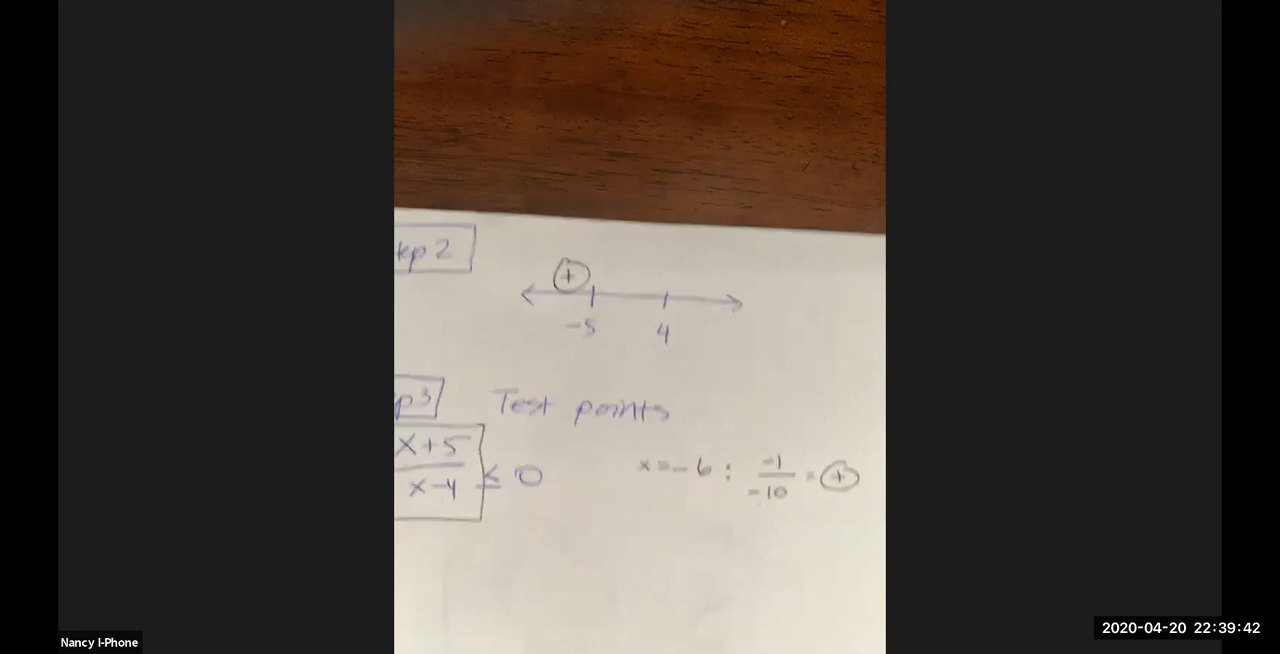 tep 2
+
-5 4
p3 Test points
x+5
x-4
≤ 0
x=-6 : -1/-10 = +
Nancy I-Phone
2020-04-20 22:39:42